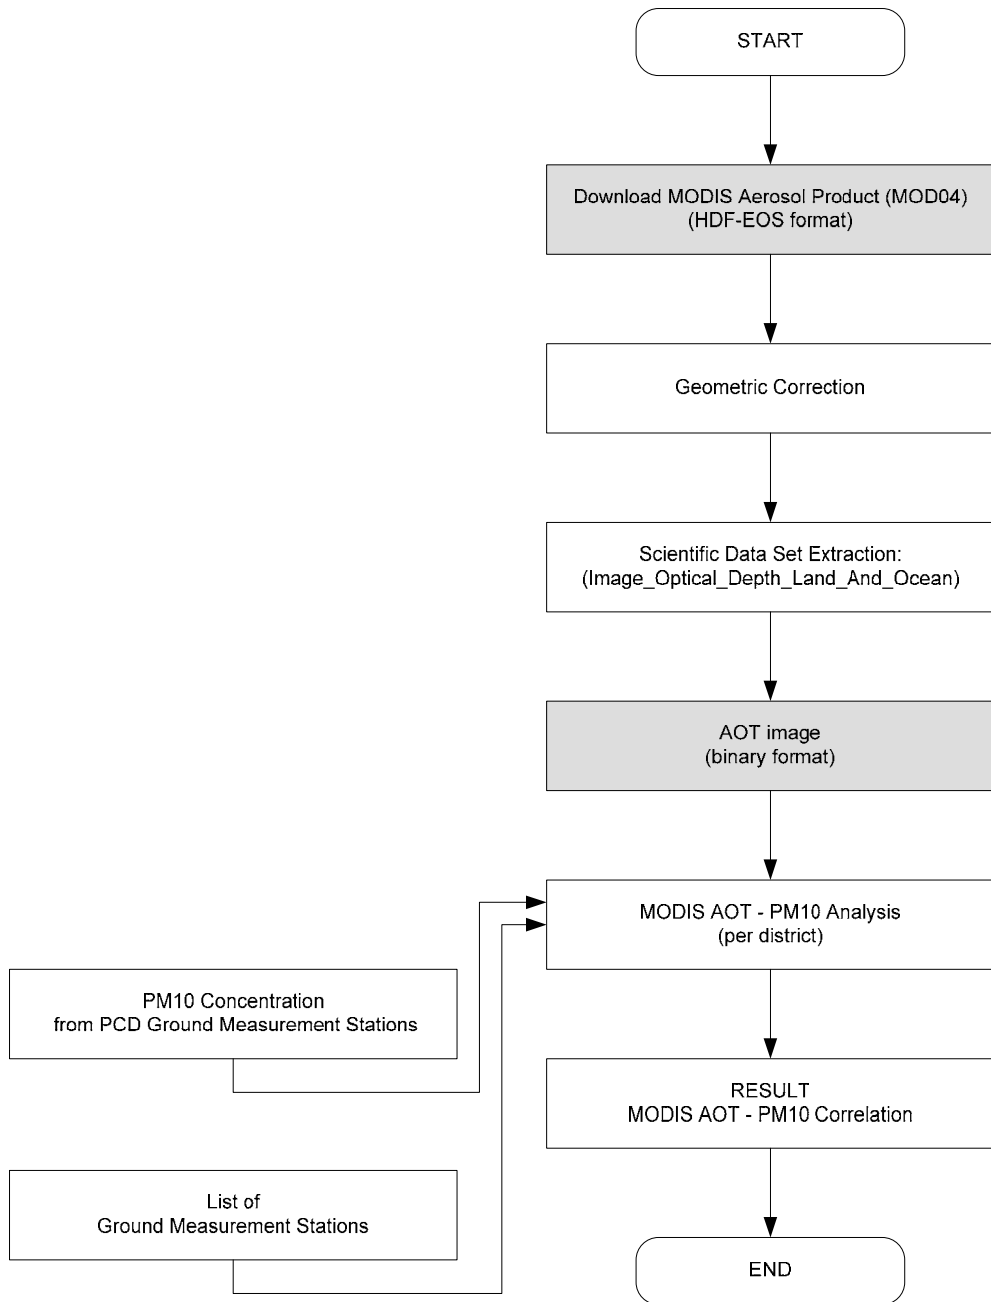 START
Download MODIS Aerosol Product (MOD04)
(HDF-EOS format)
Geometric Correction
Scientific Data Set Extraction:
(Image_Optical_Depth_Land_And_Ocean)
AOT image
(binary format)
MODIS AOT - PM10 Analysis
(per district)
PM10 Concentration
from PCD Ground Measurement Stations
RESULT
MODIS AOT - PM10 Correlation
List of
Ground Measurement Stations
END